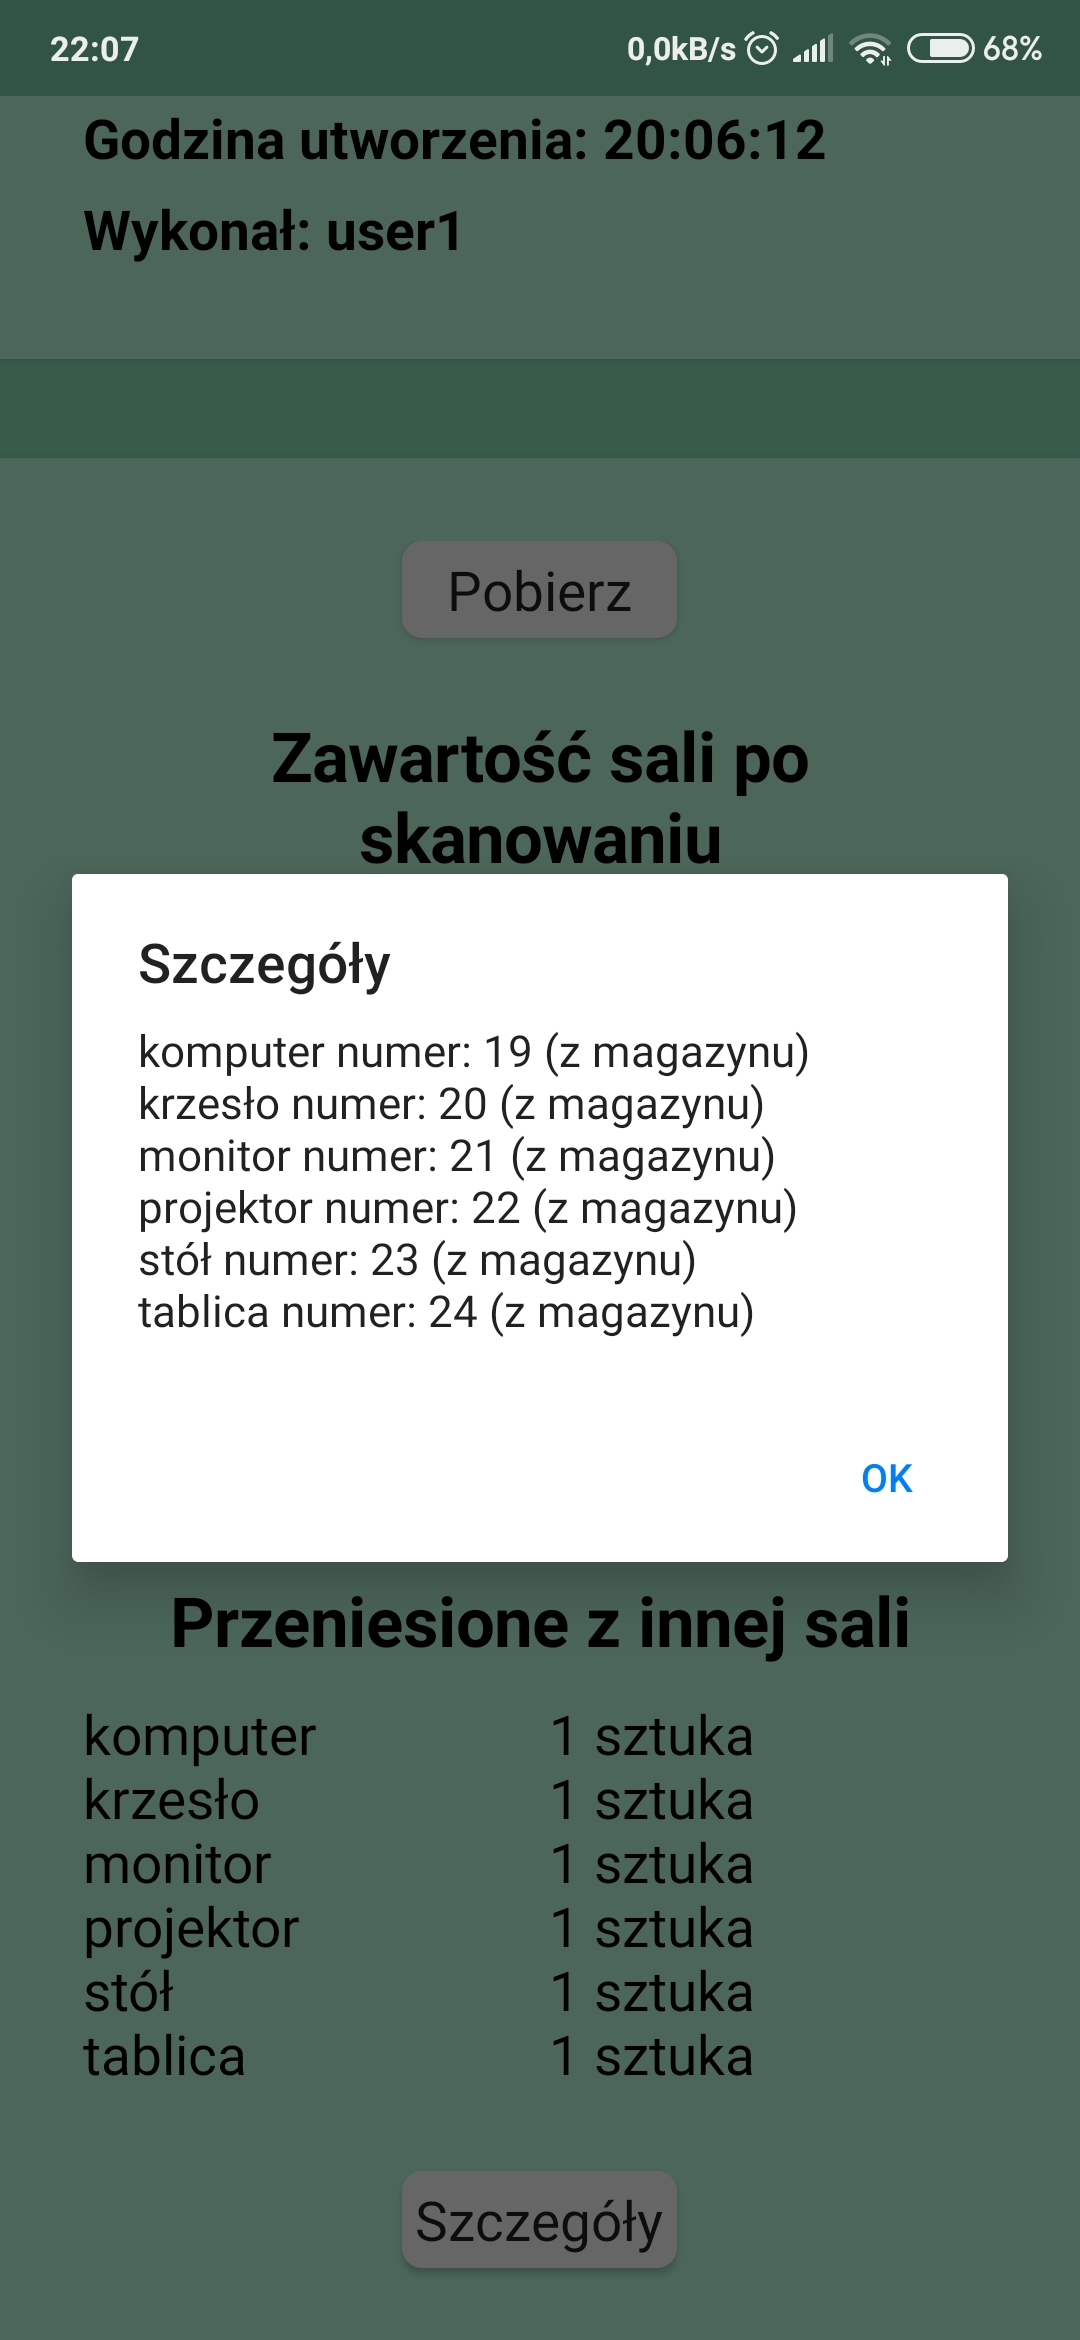 22:07 0,0kB/s 68%
Godzina utworzenia: 20:06:12
Wykonał: user1
Pobierz
Zawartość sali po
skanowaniu
Szczegóły
komputer numer: 19 (z magazynu)
krzesło numer: 20 (z magazynu)
monitor numer: 21 (z magazynu)
projektor numer: 22 (z magazynu)
stół numer: 23 (z magazynu)
tablica numer: 24 (z magazynu)
OK
Przeniesione z innej sali
komputer 1 sztuka
krzesło 1 sztuka
monitor 1 sztuka
projektor 1 sztuka
stół 1 sztuka
tablica 1 sztuka
Szczegóły